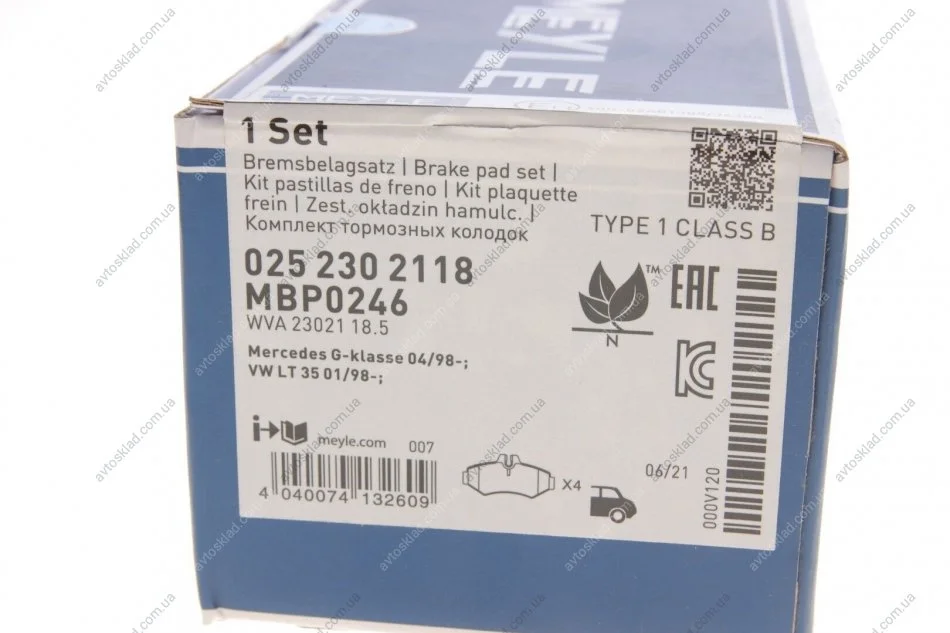 MEYLE
1 Set
Bremsbelagsatz | Brake pad set |
Kit pastillas de freno | Kit plaquette
frein | Zest. okładzin hamulc. |
Комплект тормозных колодок
TYPE 1 CLASS B
025 230 2118
MBP0246
WVA 23021 18.5
Mercedes G-klasse 04/98-;
VW LT 35 01/98-;
TM
N
EAC
i
meyle.com
007
4 040074 132609
X4
06/21
000V120
avtosklad.com.ua